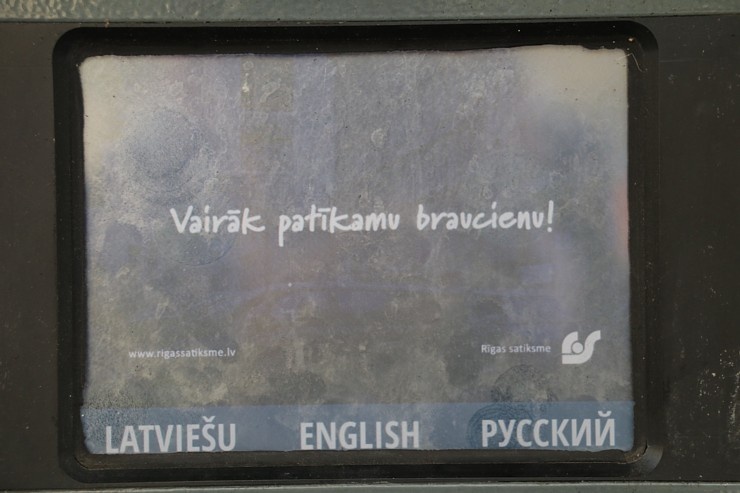 Vairāk patīkamu braucienu!
www.rigassatiksme.lv
Rīgas satiksme
LATVIEŠU ENGLISH РУССКИЙ